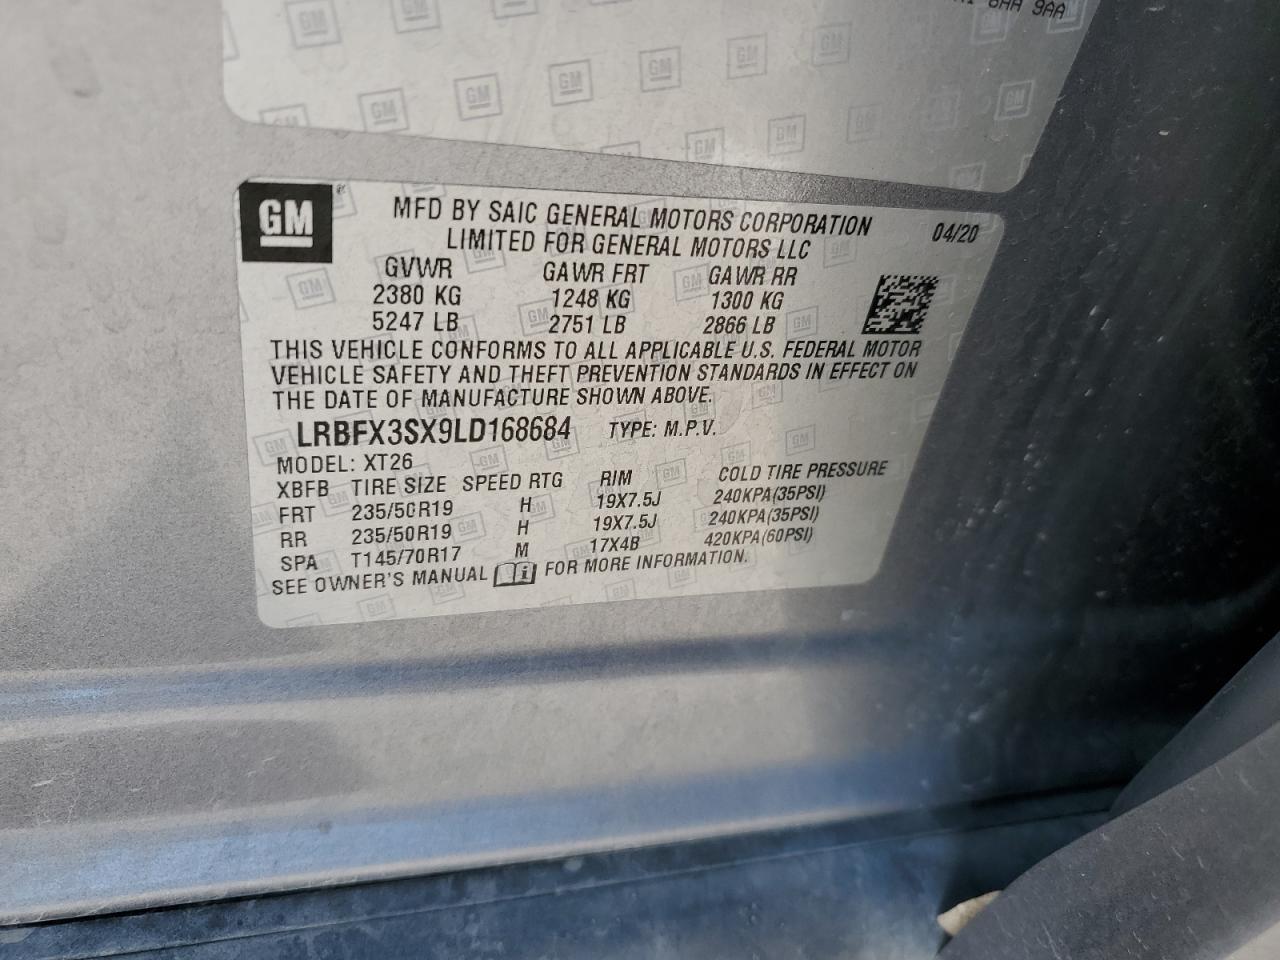 8AA 9AA
GM
MFD BY SAIC GENERAL MOTORS CORPORATION 04/20
LIMITED FOR GENERAL MOTORS LLC
GVWR GAWR FRT GAWR RR
2380 KG 1248 KG 1300 KG
5247 LB 2751 LB 2866 LB
THIS VEHICLE CONFORMS TO ALL APPLICABLE U.S. FEDERAL MOTOR
VEHICLE SAFETY AND THEFT PREVENTION STANDARDS IN EFFECT ON
THE DATE OF MANUFACTURE SHOWN ABOVE.
LRBFX3SX9LD168684 TYPE: M.P.V.
MODEL: XT26
XBFB TIRE SIZE SPEED RTG RIM COLD TIRE PRESSURE
FRT 235/50R19 H 19X7.5J 240KPA(35PSI)
RR 235/50R19 H 19X7.5J 240KPA(35PSI)
SPA T145/70R17 M 17X4B 420KPA(60PSI)
SEE OWNER'S MANUAL FOR MORE INFORMATION.